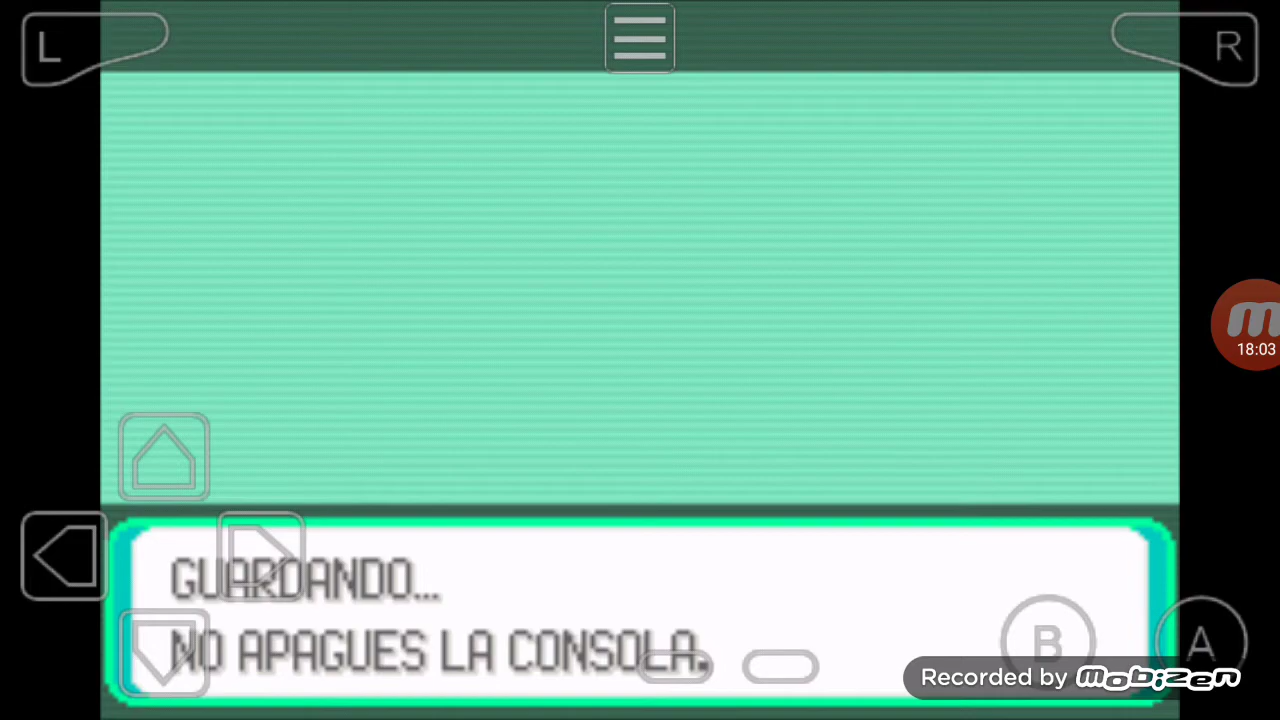 L
R
18:03
GUARDANDO...
NO APAGUES LA CONSOLA.
B
A
Recorded by mobizen